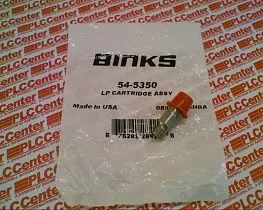 BINKS
54-5350
LP CARTRIDGE ASSY
Made in USA
PLCCenter